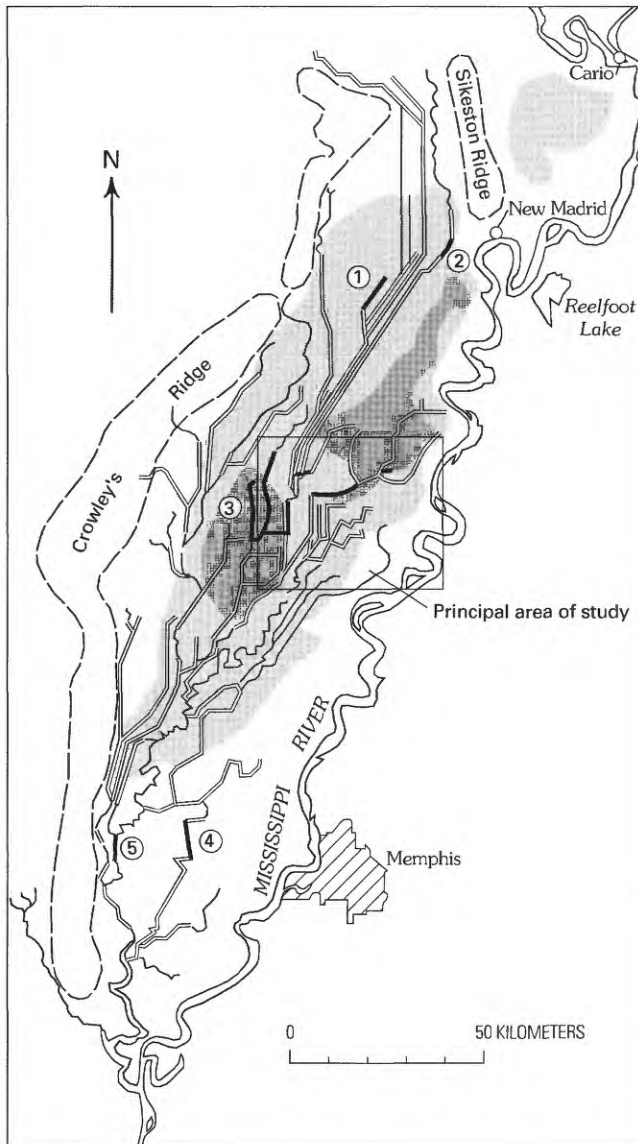 Cario
Sikeston Ridge
N
New Madrid
①
②
Reelfoot
Lake
Ridge
Crowley's
③
Principal area of study
MISSISSIPPI RIVER
④
⑤
Memphis
0 50 KILOMETERS